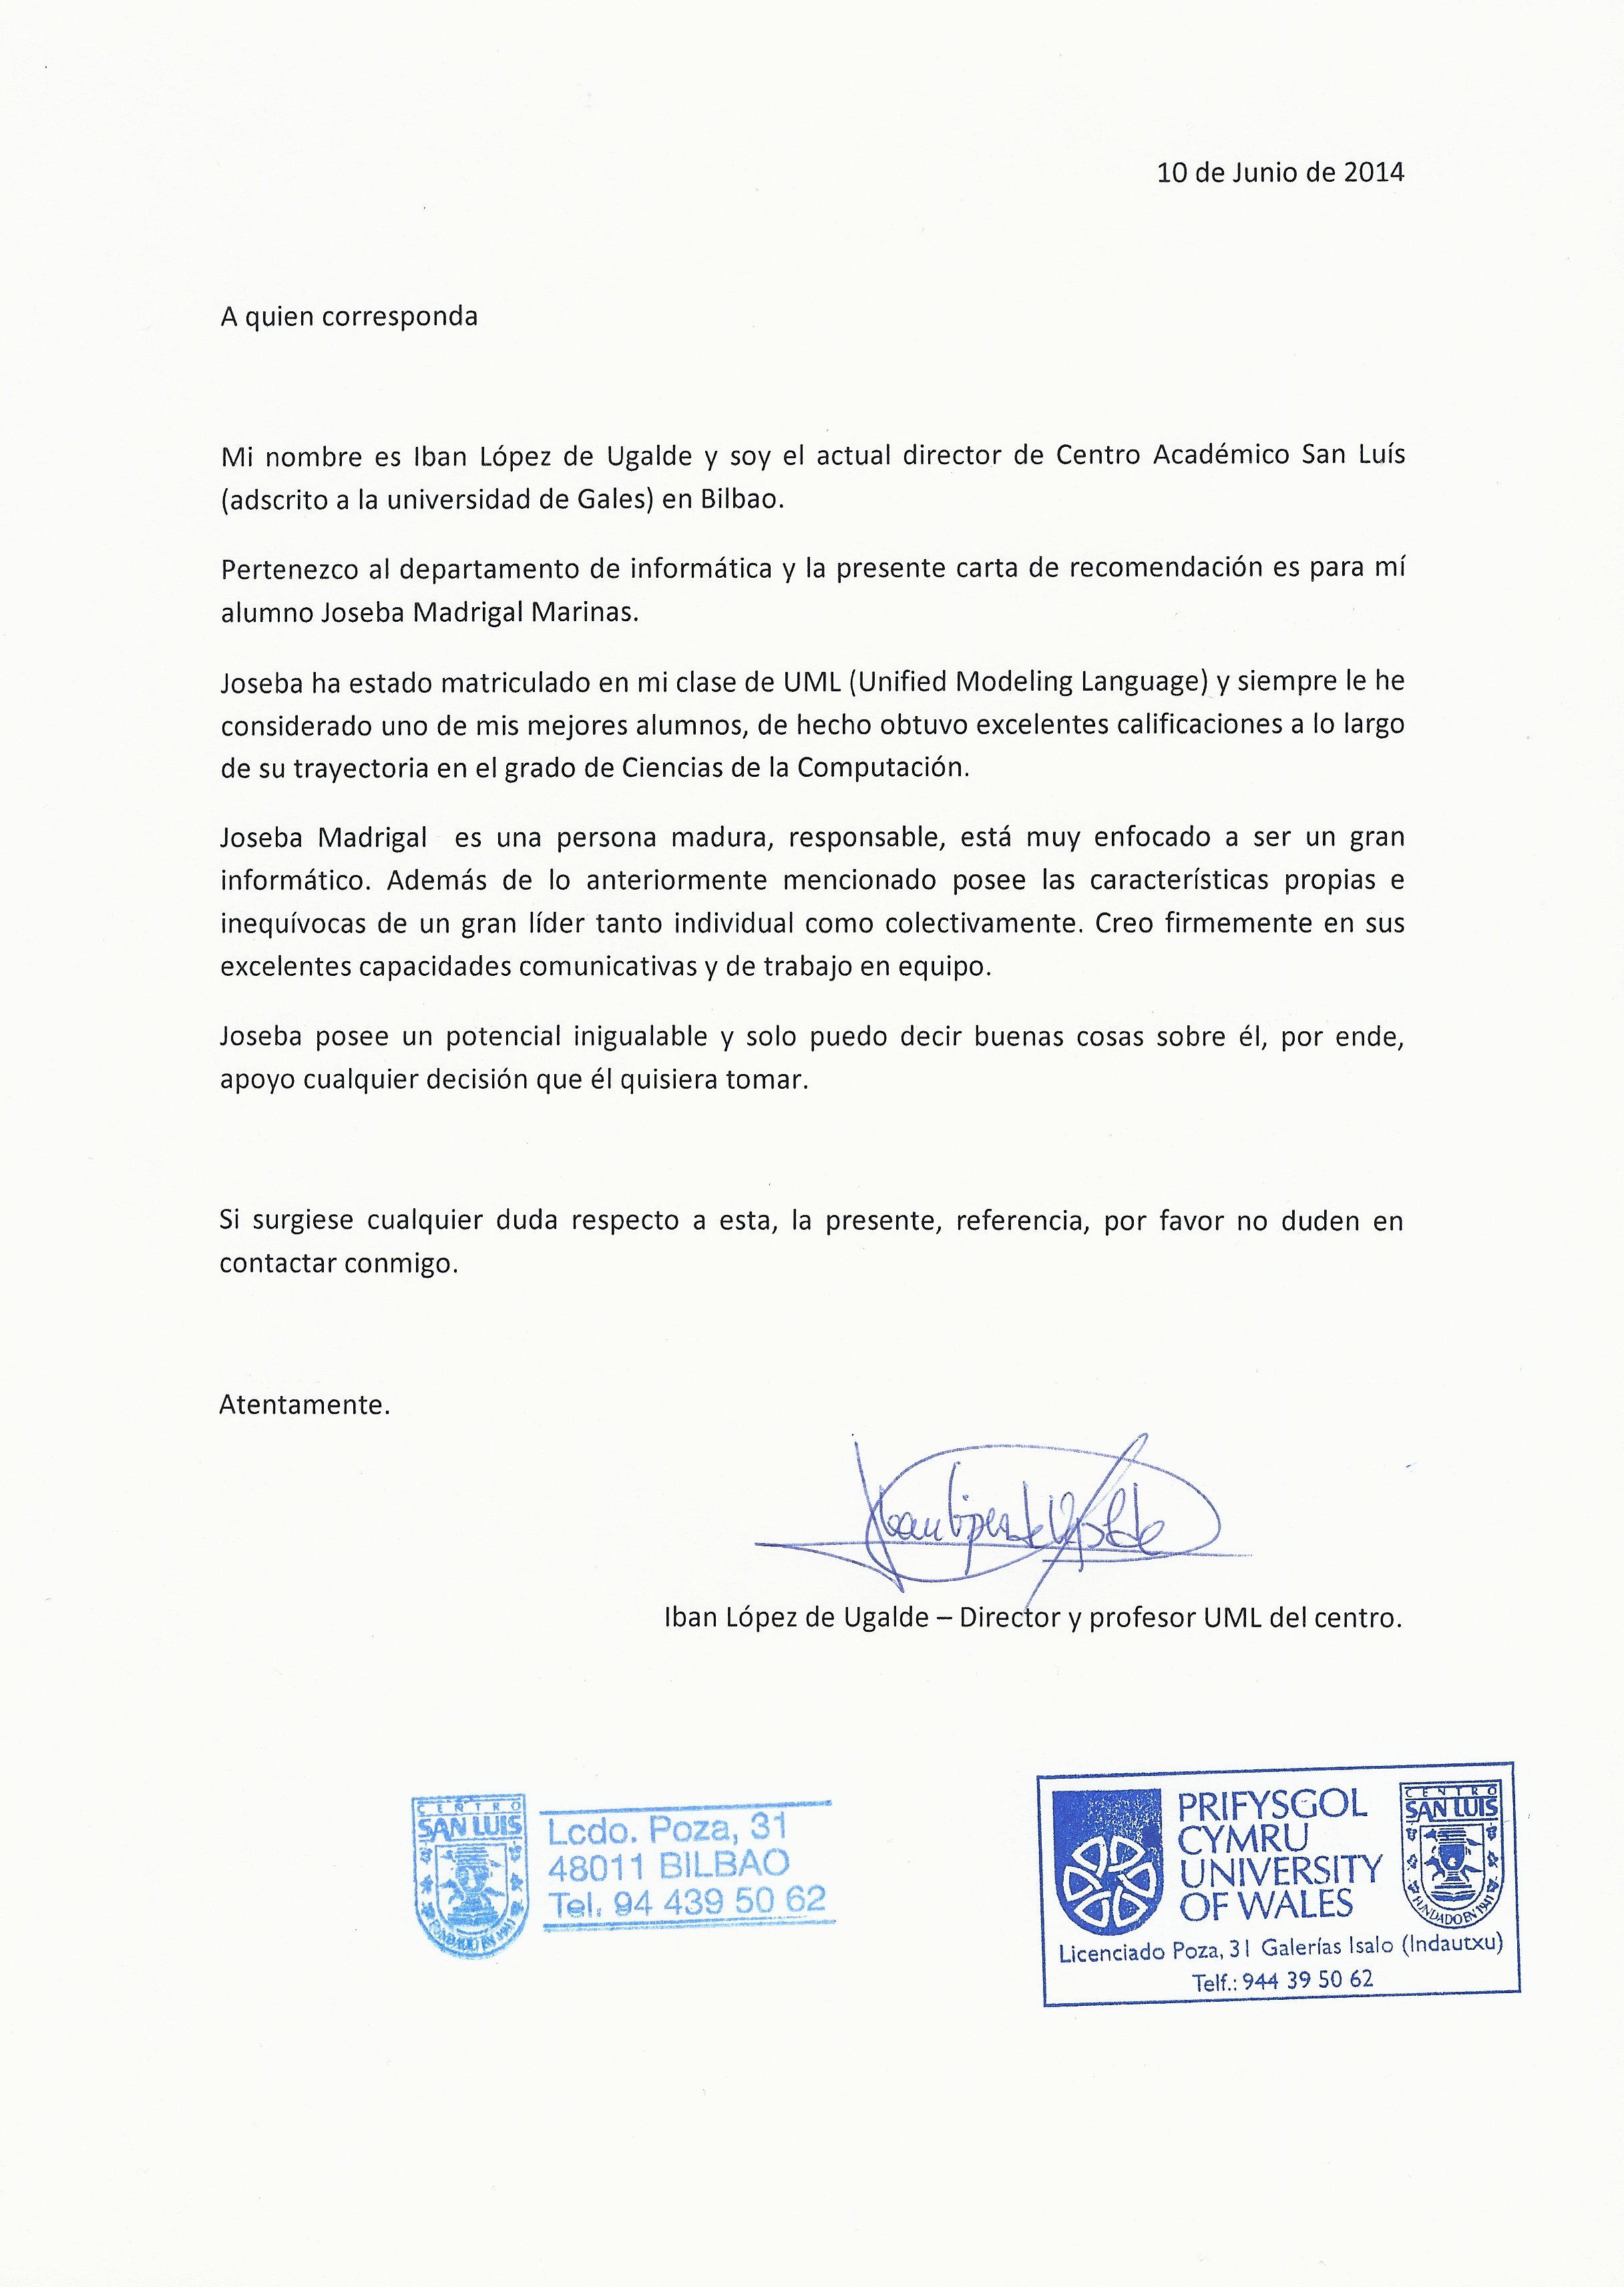 10 de Junio de 2014
A quien corresponda
Mi nombre es Iban López de Ugalde y soy el actual director de Centro Académico San Luís
(adscrito a la universidad de Gales) en Bilbao.
Pertenezco al departamento de informática y la presente carta de recomendación es para mí
alumno Joseba Madrigal Marinas.
Joseba ha estado matriculado en mi clase de UML (Unified Modeling Language) y siempre le he
considerado uno de mis mejores alumnos, de hecho obtuvo excelentes calificaciones a lo largo
de su trayectoria en el grado de Ciencias de la Computación.
Joseba Madrigal es una persona madura, responsable, está muy enfocado a ser un gran
informático. Además de lo anteriormente mencionado posee las características propias e
inequívocas de un gran líder tanto individual como colectivamente. Creo firmemente en sus
excelentes capacidades comunicativas y de trabajo en equipo.
Joseba posee un potencial inigualable y solo puedo decir buenas cosas sobre él, por ende,
apoyo cualquier decisión que él quisiera tomar.
Si surgiese cualquier duda respecto a esta, la presente, referencia, por favor no duden en
contactar conmigo.
Atentamente.
Iban López de Ugalde
Iban López de Ugalde – Director y profesor UML del centro.
CENTRO
SAN LUIS
FUNDADO EN 1941
Lcdo. Poza, 31
48011 BILBAO
Tel. 94 439 50 62
PRIFYSGOL
CYMRU
UNIVERSITY
OF WALES
CENTRO
SAN LUIS
FUNDADO EN 1941
Licenciado Poza, 31 Galerías Isalo (Indautxu)
Telf.: 944 39 50 62